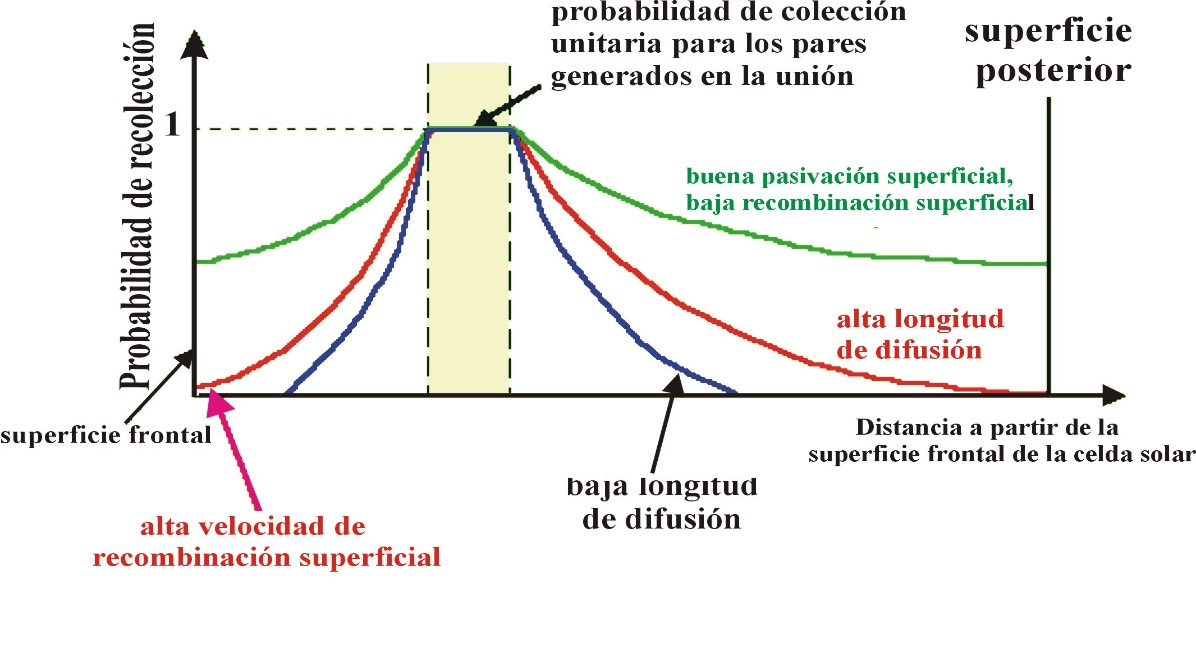 probabilidad de colección
unitaria para los pares
generados en la unión
superficie
posterior
Probabilidad de recolección
1
buena pasivación superficial,
baja recombinación superficial
alta longitud
de difusión
superficie frontal
Distancia a partir de la
superficie frontal de la celda solar
baja longitud
de difusión
alta velocidad de
recombinación superficial